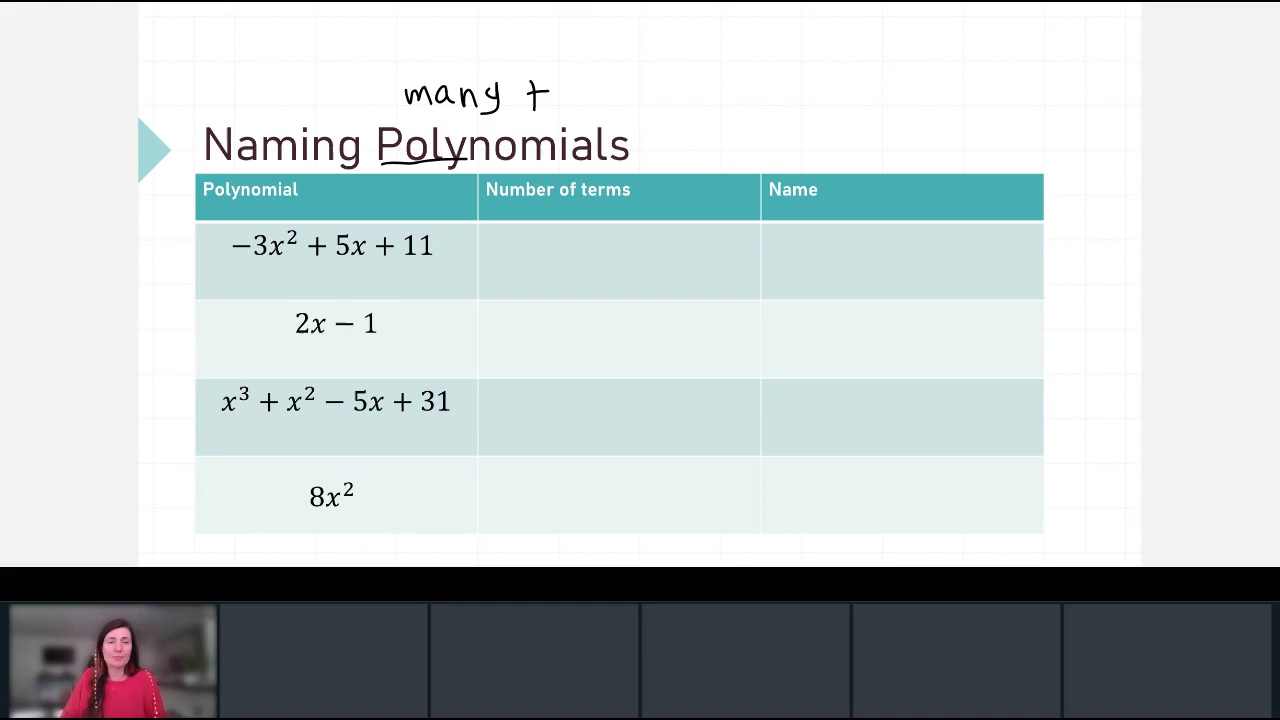 many t
Naming Polynomials
Polynomial Number of terms Name
−3x² + 5x + 11
2x − 1
x³ + x² − 5x + 31
8x²